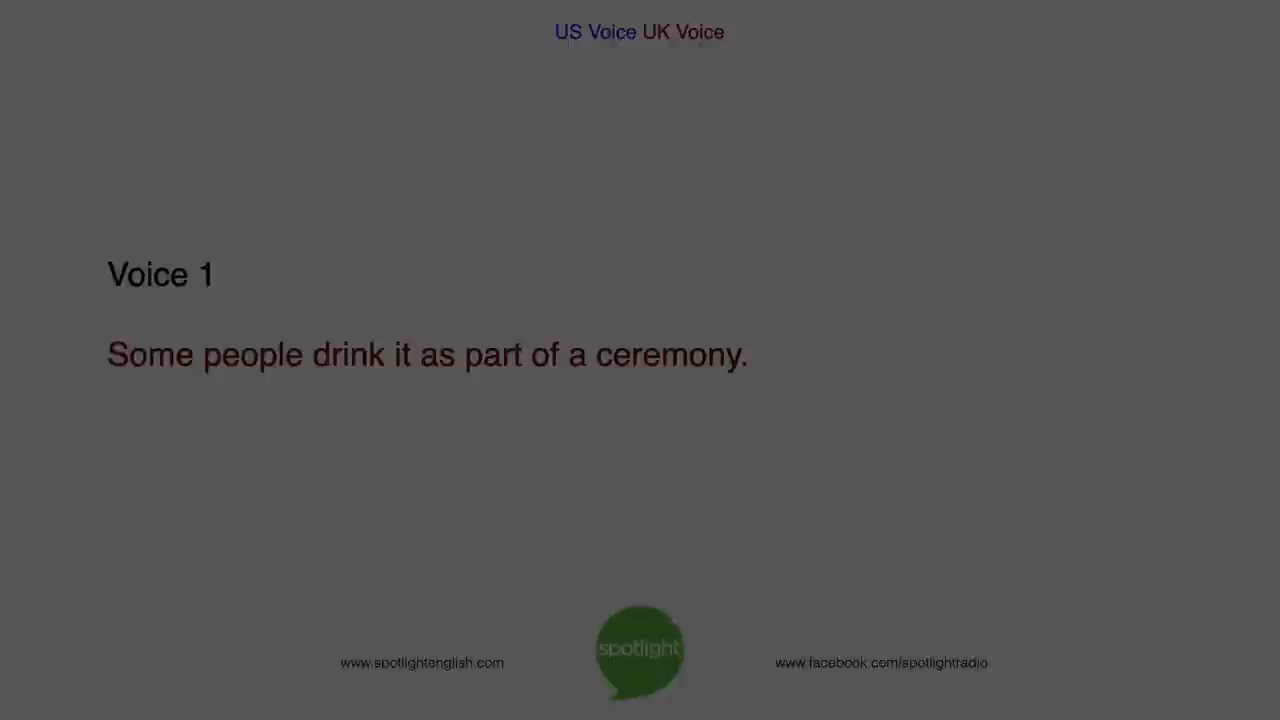 US Voice UK Voice
Voice 1
Some people drink it as part of a ceremony.
spotlight
www.spotlightenglish.com
www.facebook.com/spotlightradio